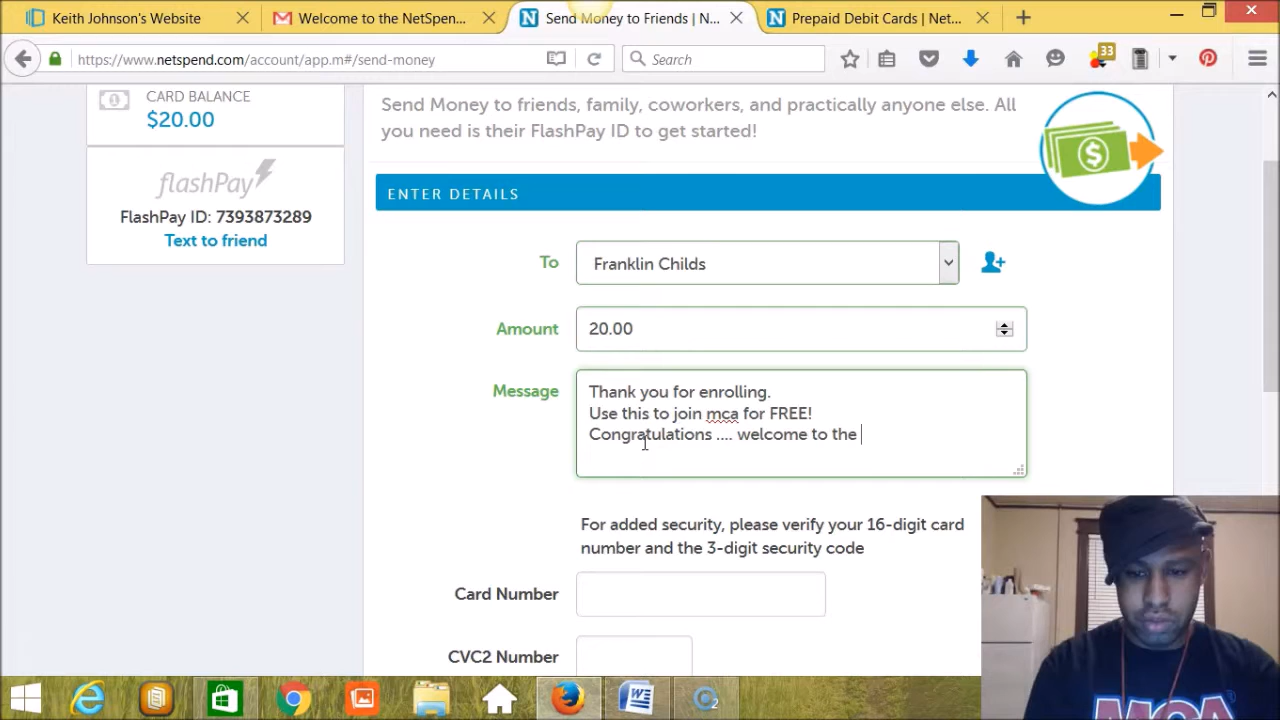 Keith Johnson's Website
Welcome to the NetSpen...
Send Money to Friends | N...
Prepaid Debit Cards | Net...
https://www.netspend.com/account/app.m#/send-money
Search
33
CARD BALANCE
$20.00
flashPay
FlashPay ID: 7393873289
Text to friend
Send Money to friends, family, coworkers, and practically anyone else. All
you need is their FlashPay ID to get started!
ENTER DETAILS
To
Franklin Childs
Amount
20.00
Message
Thank you for enrolling.
Use this to join mca for FREE!
Congratulations .... welcome to the
For added security, please verify your 16-digit card
number and the 3-digit security code
Card Number
CVC2 Number
MCA